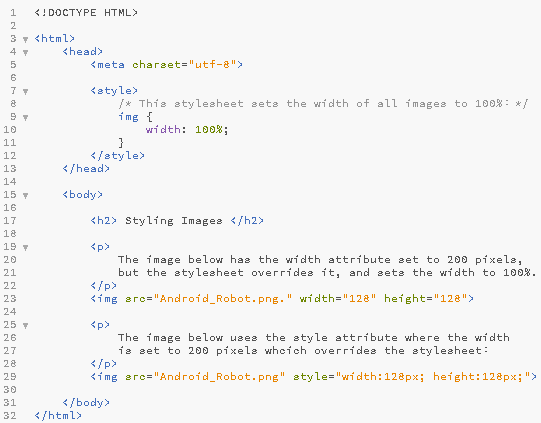 1 <!DOCTYPE HTML>
2
3 <html>
4 <head>
5 <meta charset="utf-8">
6
7 <style>
8 /* This stylesheet sets the width of all images to 100%: */
9 img {
10 width: 100%;
11 }
12 </style>
13 </head>
14
15 <body>
16
17 <h2> Styling Images </h2>
18
19 <p>
20 The image below has the width attribute set to 200 pixels,
21 but the stylesheet overrides it, and sets the width to 100%.
22 </p>
23 <img src="Android_Robot.png." width="128" height="128">
24
25 <p>
26 The image below uses the style attribute where the width
27 is set to 200 pixels whcich overrides the stylesheet:
28 </p>
29 <img src="Android_Robot.png" style="width:128px; height:128px;">
30
31 </body>
32 </html>